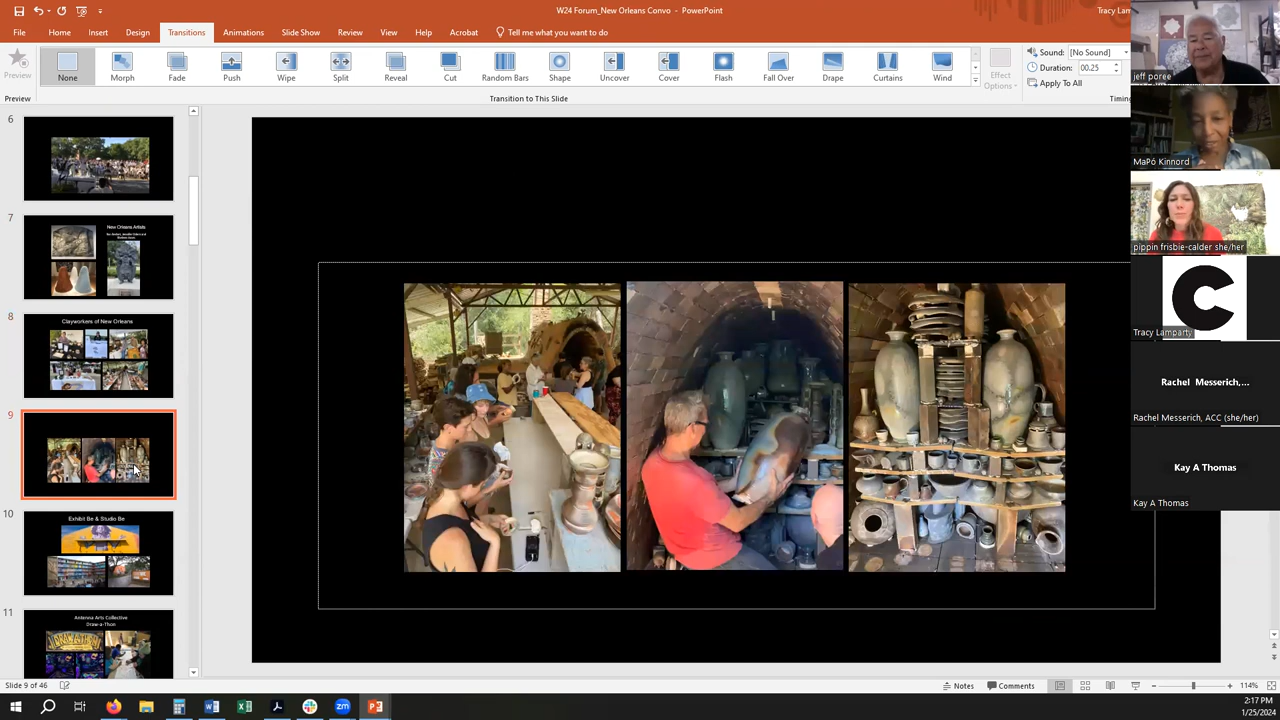 W24 Forum_New Orleans Convo - PowerPoint
Tracy Lam
File Home Insert Design Transitions Animations Slide Show Review View Help Acrobat Tell me what you want to do
Preview
None Morph Fade Push Wipe Split Reveal Cut Random Bars Shape Uncover Cover Flash Fall Over Drape Curtains Wind
Effect
Options
Sound: [No Sound]
Duration: 00.25
Apply To All
Preview
Transition to This Slide
Timing
jeff poree
MaPó Kinnord
pippin frisbie-calder she/her
C
Tracy Lamparty
Rachel Messerich,...
Rachel Messerich, ACC (she/her)
Kay A Thomas
Kay A Thomas
6
7
New Orleans Artists
8
Clayworkers of New Orleans
9
10
Exhibit Be & Studio Be
11
Antenna Arts Collective
Draw-a-Thon
DRAWATHON
Slide 9 of 46
Notes
Comments
114%
2:17 PM
1/25/2024